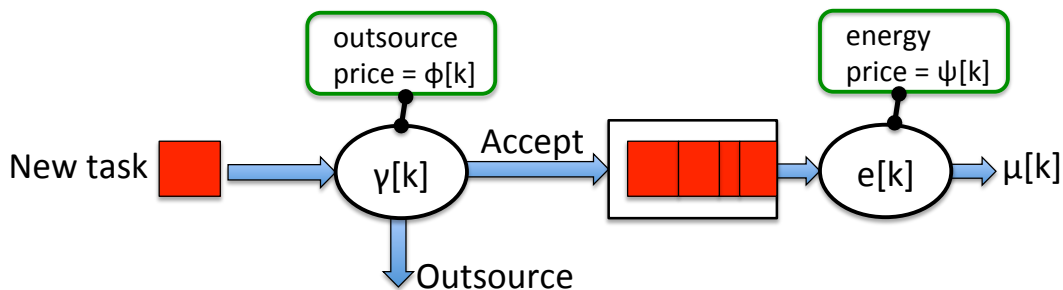 outsource
price = ϕ[k]
energy
price = ψ[k]
New task
γ[k]
Accept
e[k]
μ[k]
Outsource